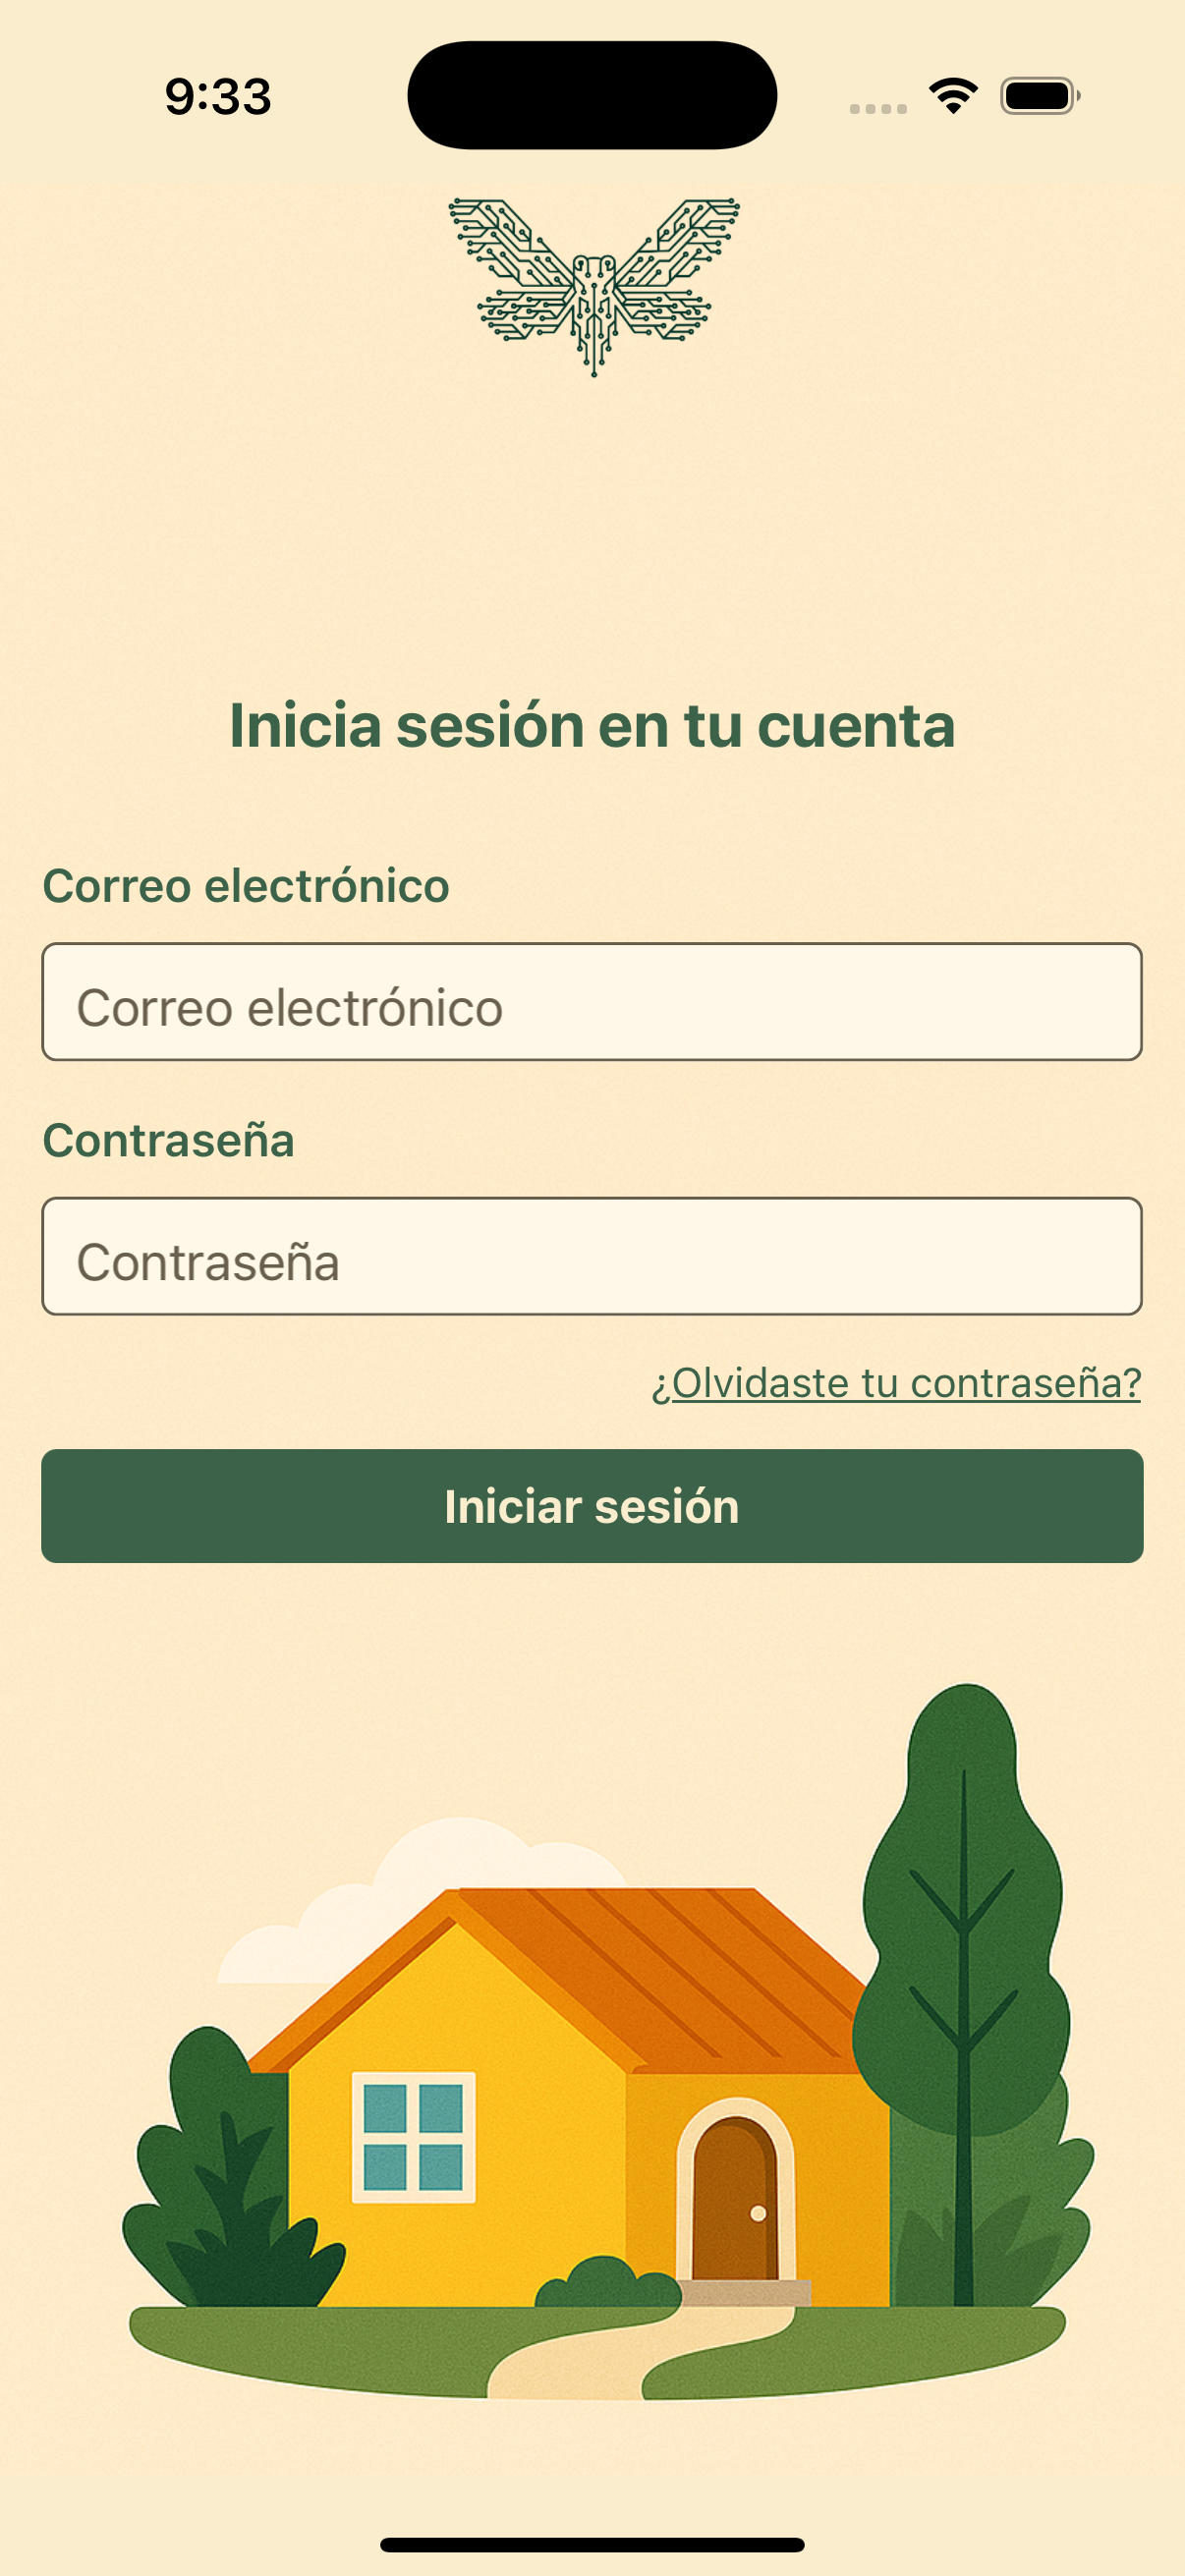 9:33
Inicia sesión en tu cuenta
Correo electrónico
Correo electrónico
Contraseña
Contraseña
¿Olvidaste tu contraseña?
Iniciar sesión